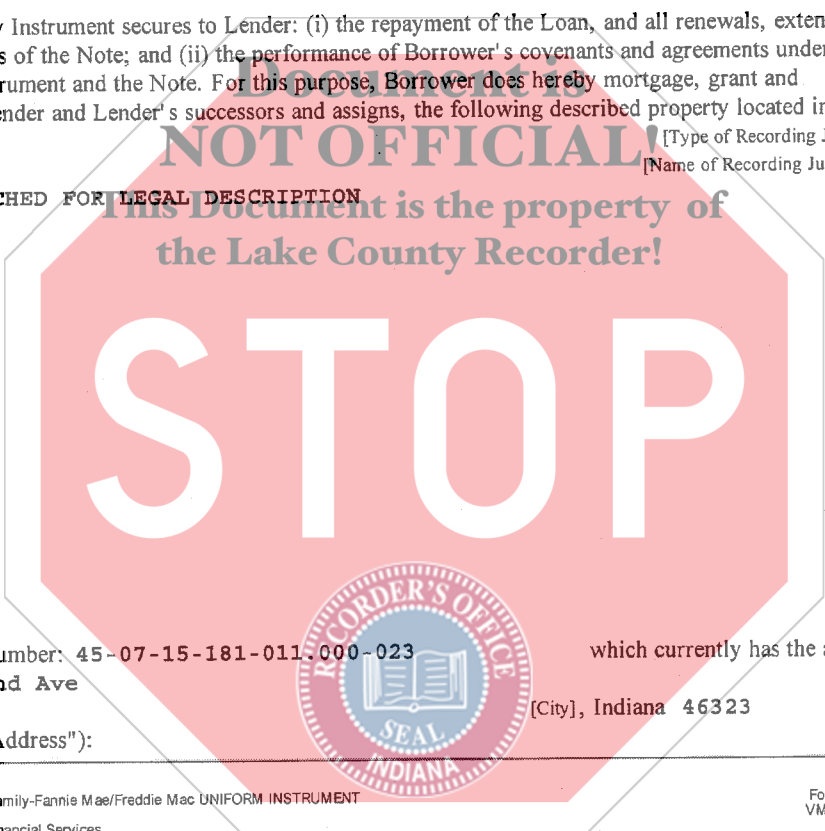 Instrument secures to Lender: (i) the repayment of the Loan, and all renewals, exten
s of the Note; and (ii) the performance of Borrower's covenants and agreements under
rument and the Note. For this purpose, Borrower does hereby mortgage, grant and
ender and Lender's successors and assigns, the following described property located in
Document is
NOT OFFICIAL!
[Type of Recording J
[Name of Recording Ju
CHED FOR LEGAL DESCRIPTION
This Document is the property of
the Lake County Recorder!
STOP
RECORDER'S OFFICE
SEAL
INDIANA
umber: 45-07-15-181-011.000-023 which currently has the a
nd Ave
[City], Indiana 46323
Address"):
mily-Fannie Mae/Freddie Mac UNIFORM INSTRUMENT
Fo
VM
nancial Services